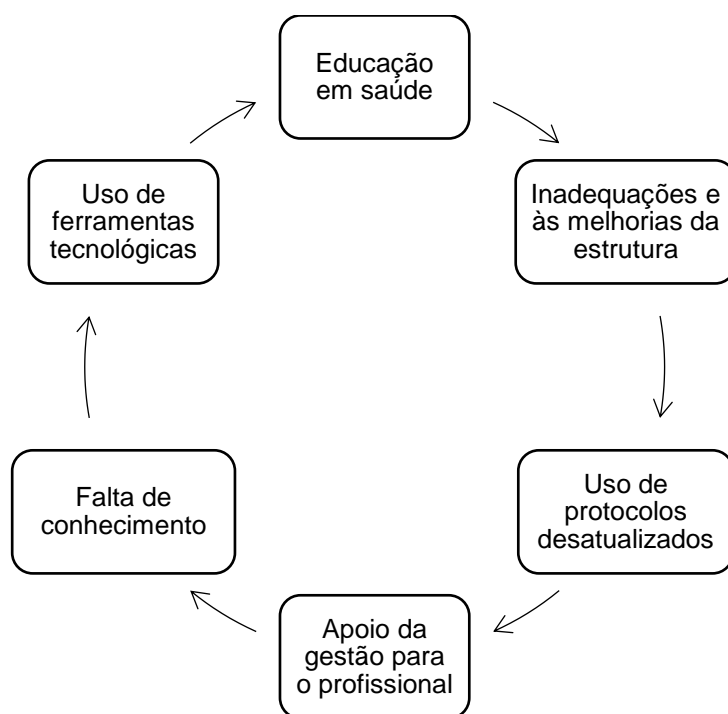 Educação
em saúde
Inadequações e
às melhorias da
estrutura
Uso de
protocolos
desatualizados
Apoio da
gestão para
o profissional
Falta de
conhecimento
Uso de
ferramentas
tecnológicas